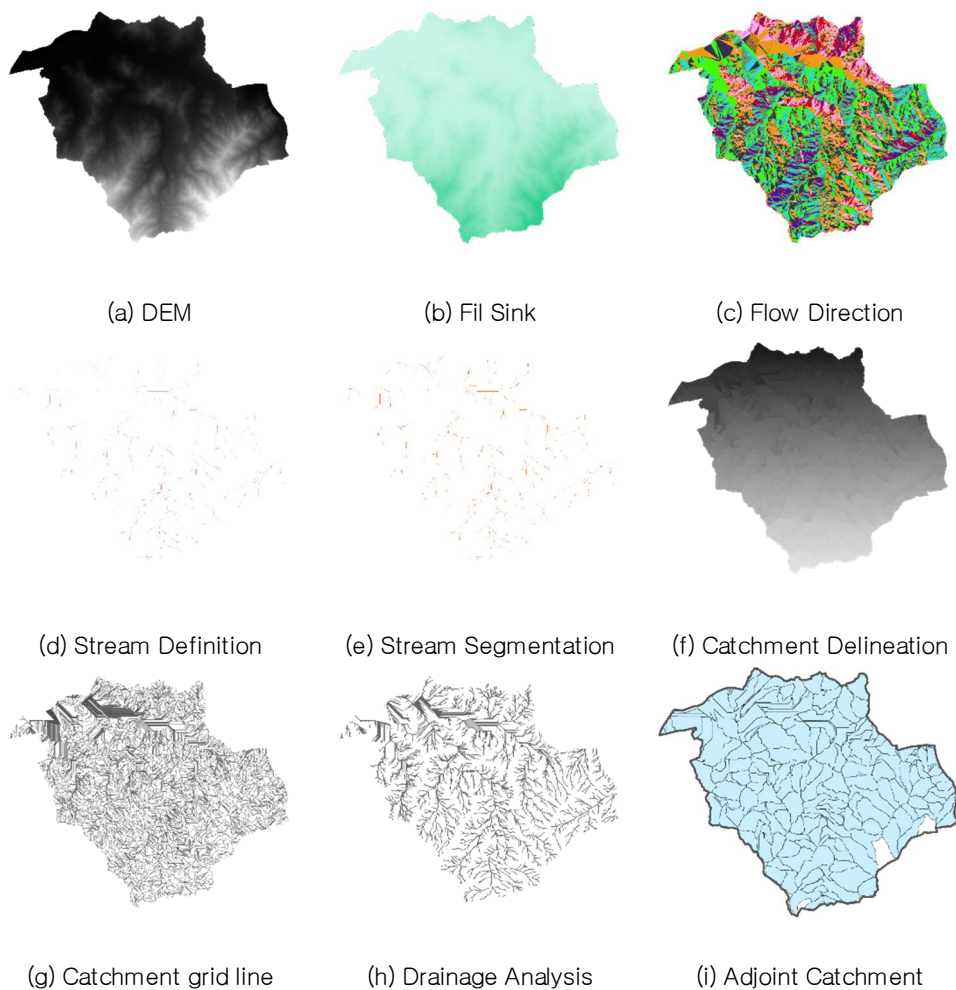 (a) DEM
(b) Fil Sink
(c) Flow Direction
(d) Stream Definition
(e) Stream Segmentation
(f) Catchment Delineation
(g) Catchment grid line
(h) Drainage Analysis
(i) Adjoint Catchment